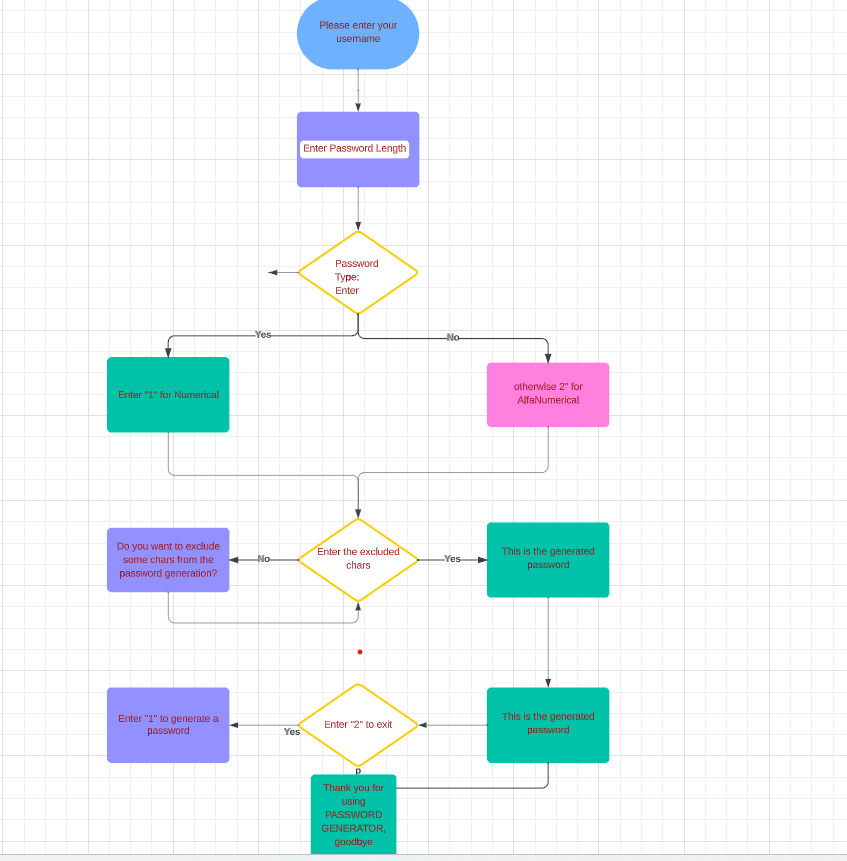 Please enter your
username
Enter Password Length
Password
Type:
Enter
Yes
No
Enter "1" for Numerical
otherwise 2" for
AlfaNumerical
Do you want to exclude
some chars from the
password generation?
No
Enter the excluded
chars
Yes
This is the generated
password
Enter "1" to generate a
password
Yes
Enter "2" to exit
This is the generated
password
p
Thank you for
using
PASSWORD
GENERATOR,
goodbye